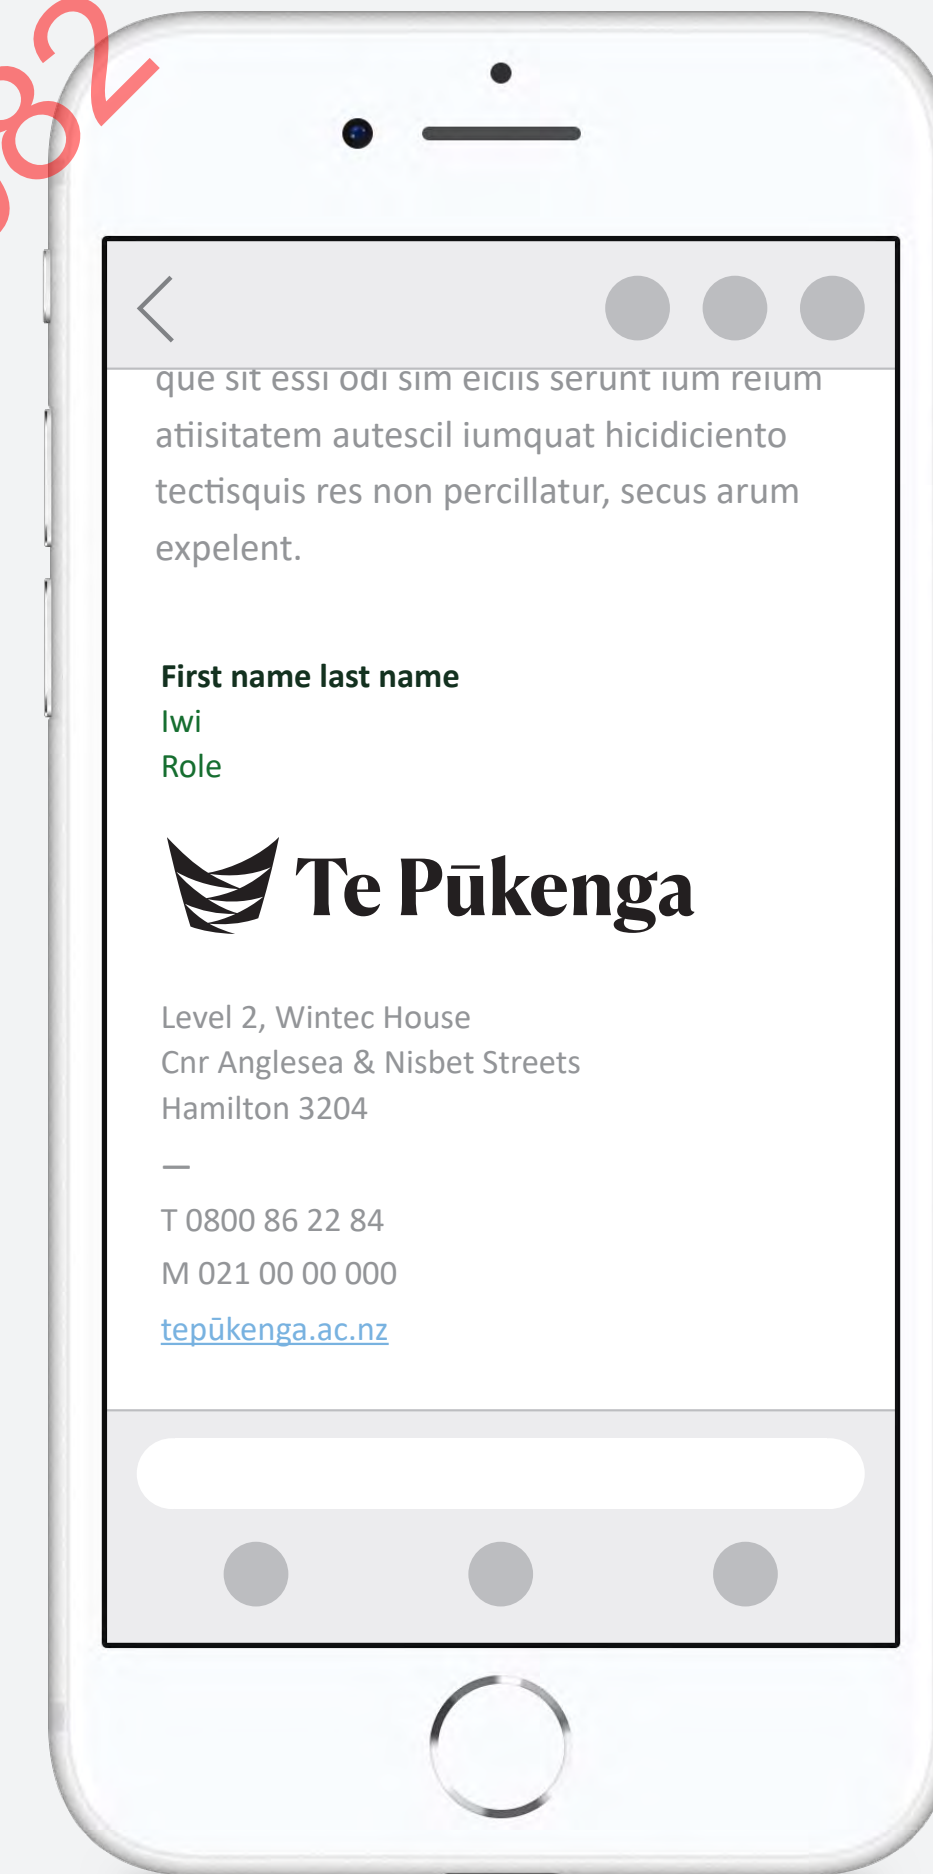 82
que sit essi odi sim eiciis serunt ium reium
atiisitatem autescil iumquat hicidiciento
tectisquis res non percillatur, secus arum
expelent.
First name last name
Iwi
Role
Te Pūkenga
Level 2, Wintec House
Cnr Anglesea & Nisbet Streets
Hamilton 3204
—
T 0800 86 22 84
M 021 00 00 000
tepūkenga.ac.nz